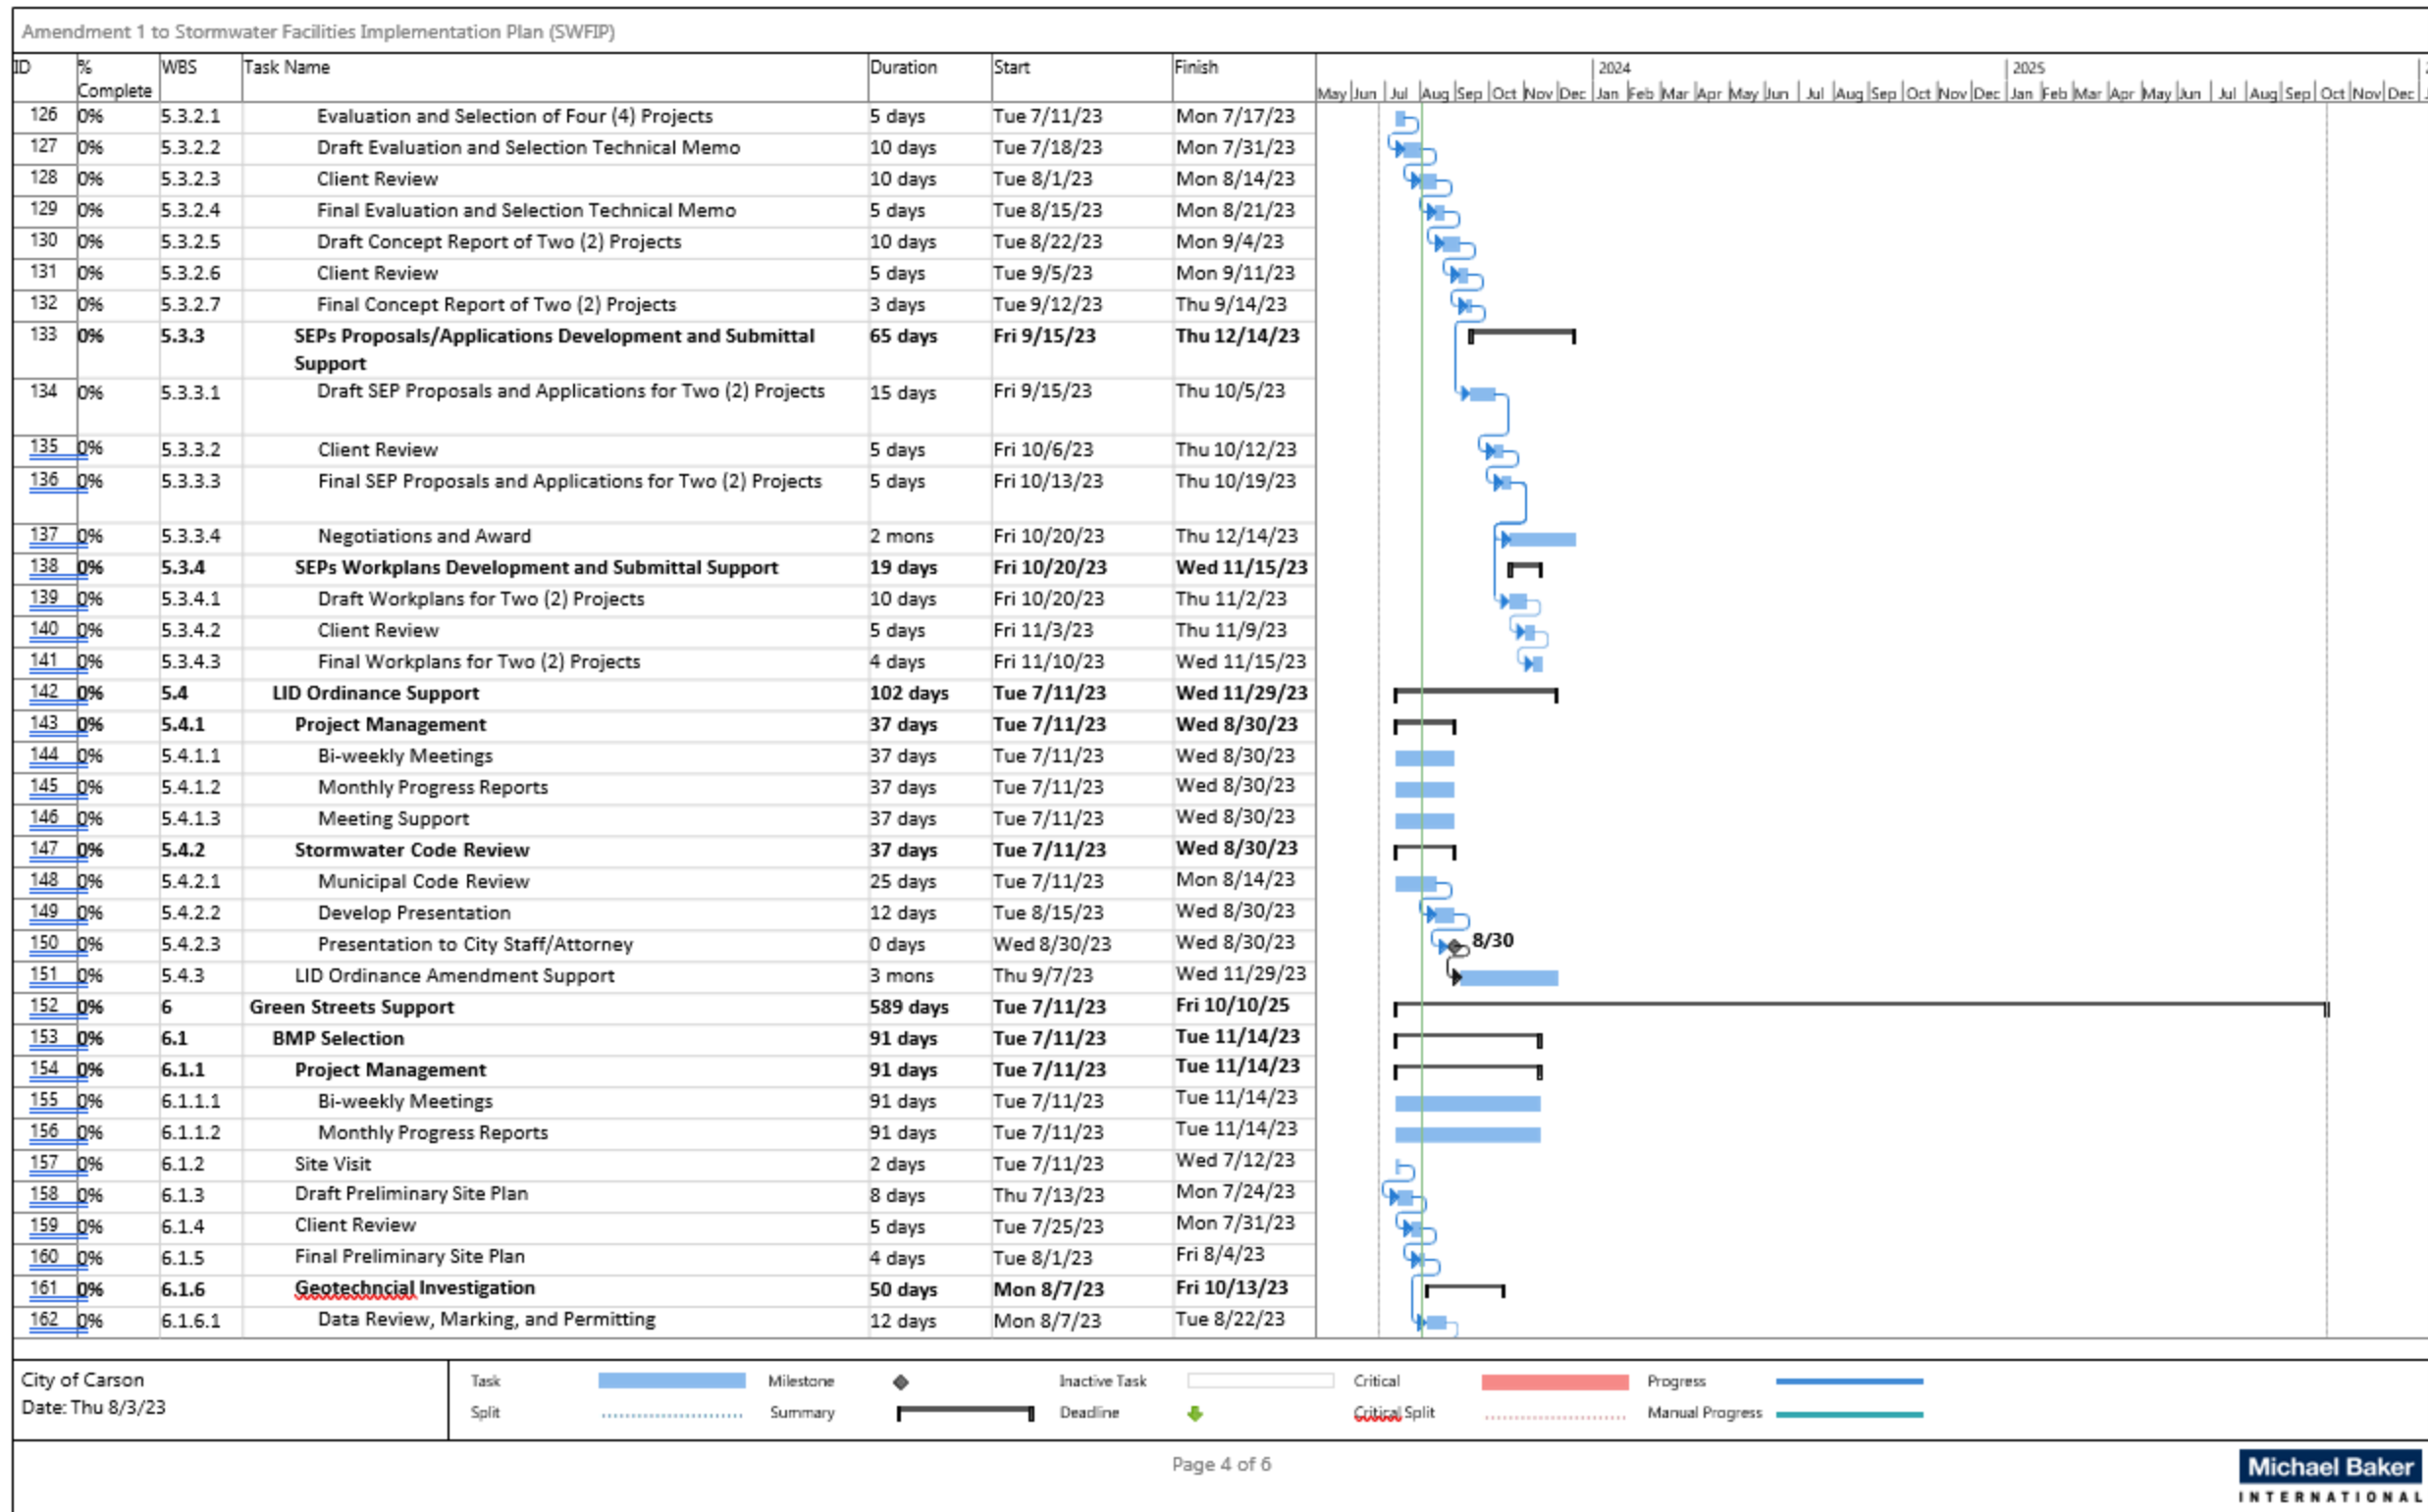 Amendment 1 to Stormwater Facilities Implementation Plan (SWFIP)
ID % Complete WBS Task Name Duration Start Finish 2024 2025
May Jun Jul Aug Sep Oct Nov Dec Jan Feb Mar Apr May Jun Jul Aug Sep Oct Nov Dec Jan Feb Mar Apr May Jun Jul Aug Sep Oct Nov Dec
126 0% 5.3.2.1 Evaluation and Selection of Four (4) Projects 5 days Tue 7/11/23 Mon 7/17/23
127 0% 5.3.2.2 Draft Evaluation and Selection Technical Memo 10 days Tue 7/18/23 Mon 7/31/23
128 0% 5.3.2.3 Client Review 10 days Tue 8/1/23 Mon 8/14/23
129 0% 5.3.2.4 Final Evaluation and Selection Technical Memo 5 days Tue 8/15/23 Mon 8/21/23
130 0% 5.3.2.5 Draft Concept Report of Two (2) Projects 10 days Tue 8/22/23 Mon 9/4/23
131 0% 5.3.2.6 Client Review 5 days Tue 9/5/23 Mon 9/11/23
132 0% 5.3.2.7 Final Concept Report of Two (2) Projects 3 days Tue 9/12/23 Thu 9/14/23
133 0% 5.3.3 SEPs Proposals/Applications Development and Submittal 65 days Fri 9/15/23 Thu 12/14/23
Support
134 0% 5.3.3.1 Draft SEP Proposals and Applications for Two (2) Projects 15 days Fri 9/15/23 Thu 10/5/23
135 0% 5.3.3.2 Client Review 5 days Fri 10/6/23 Thu 10/12/23
136 0% 5.3.3.3 Final SEP Proposals and Applications for Two (2) Projects 5 days Fri 10/13/23 Thu 10/19/23
137 0% 5.3.3.4 Negotiations and Award 2 mons Fri 10/20/23 Thu 12/14/23
138 0% 5.3.4 SEPs Workplans Development and Submittal Support 19 days Fri 10/20/23 Wed 11/15/23
139 0% 5.3.4.1 Draft Workplans for Two (2) Projects 10 days Fri 10/20/23 Thu 11/2/23
140 0% 5.3.4.2 Client Review 5 days Fri 11/3/23 Thu 11/9/23
141 0% 5.3.4.3 Final Workplans for Two (2) Projects 4 days Fri 11/10/23 Wed 11/15/23
142 0% 5.4 LID Ordinance Support 102 days Tue 7/11/23 Wed 11/29/23
143 0% 5.4.1 Project Management 37 days Tue 7/11/23 Wed 8/30/23
144 0% 5.4.1.1 Bi-weekly Meetings 37 days Tue 7/11/23 Wed 8/30/23
145 0% 5.4.1.2 Monthly Progress Reports 37 days Tue 7/11/23 Wed 8/30/23
146 0% 5.4.1.3 Meeting Support 37 days Tue 7/11/23 Wed 8/30/23
147 0% 5.4.2 Stormwater Code Review 37 days Tue 7/11/23 Wed 8/30/23
148 0% 5.4.2.1 Municipal Code Review 25 days Tue 7/11/23 Mon 8/14/23
149 0% 5.4.2.2 Develop Presentation 12 days Tue 8/15/23 Wed 8/30/23
150 0% 5.4.2.3 Presentation to City Staff/Attorney 0 days Wed 8/30/23 Wed 8/30/23 8/30
151 0% 5.4.3 LID Ordinance Amendment Support 3 mons Thu 9/7/23 Wed 11/29/23
152 0% 6 Green Streets Support 589 days Tue 7/11/23 Fri 10/10/25
153 0% 6.1 BMP Selection 91 days Tue 7/11/23 Tue 11/14/23
154 0% 6.1.1 Project Management 91 days Tue 7/11/23 Tue 11/14/23
155 0% 6.1.1.1 Bi-weekly Meetings 91 days Tue 7/11/23 Tue 11/14/23
156 0% 6.1.1.2 Monthly Progress Reports 91 days Tue 7/11/23 Tue 11/14/23
157 0% 6.1.2 Site Visit 2 days Tue 7/11/23 Wed 7/12/23
158 0% 6.1.3 Draft Preliminary Site Plan 8 days Thu 7/13/23 Mon 7/24/23
159 0% 6.1.4 Client Review 5 days Tue 7/25/23 Mon 7/31/23
160 0% 6.1.5 Final Preliminary Site Plan 4 days Tue 8/1/23 Fri 8/4/23
161 0% 6.1.6 Geotechncial Investigation 50 days Mon 8/7/23 Fri 10/13/23
162 0% 6.1.6.1 Data Review, Marking, and Permitting 12 days Mon 8/7/23 Tue 8/22/23
City of Carson
Date: Thu 8/3/23
Task Milestone Inactive Task Critical Progress
Split Summary Deadline Critical Split Manual Progress
Page 4 of 6
Michael Baker
INTERNATIONAL